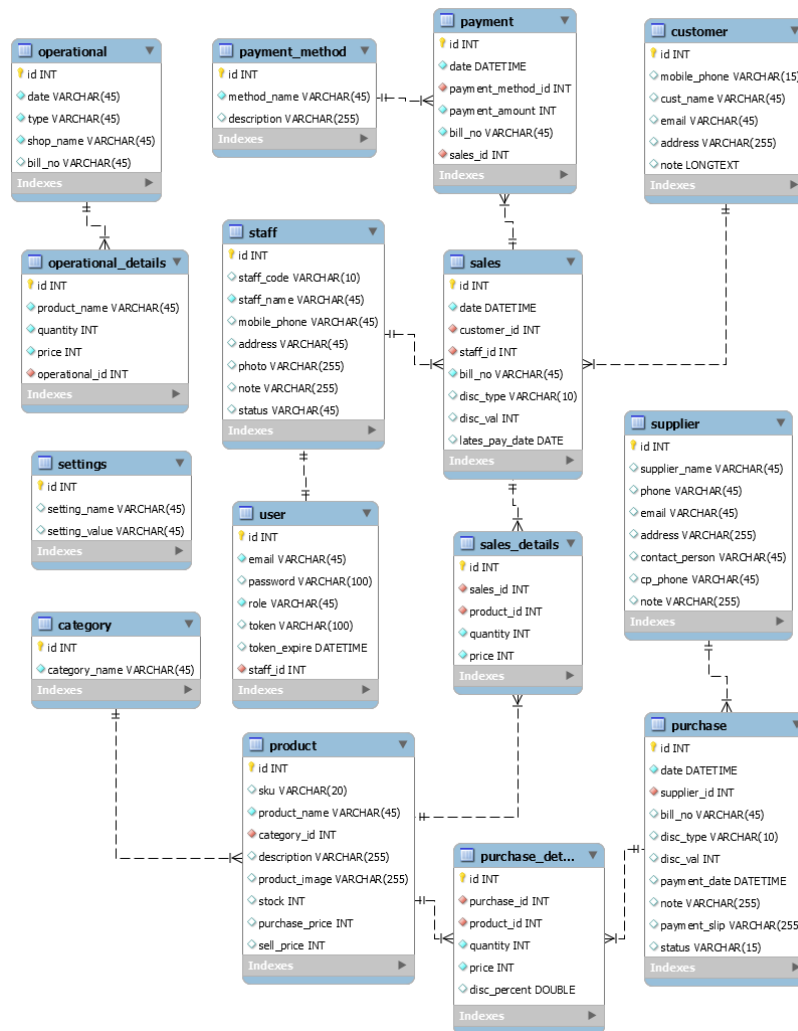 operational
id INT
date VARCHAR(45)
type VARCHAR(45)
shop_name VARCHAR(45)
bill_no VARCHAR(45)
Indexes
payment_method
id INT
method_name VARCHAR(45)
description VARCHAR(255)
Indexes
payment
id INT
date DATETIME
payment_method_id INT
payment_amount INT
bill_no VARCHAR(45)
sales_id INT
Indexes
customer
id INT
mobile_phone VARCHAR(15)
cust_name VARCHAR(45)
email VARCHAR(45)
address VARCHAR(255)
note LONGTEXT
Indexes
operational_details
id INT
product_name VARCHAR(45)
quantity INT
price INT
operational_id INT
Indexes
staff
id INT
staff_code VARCHAR(10)
staff_name VARCHAR(45)
mobile_phone VARCHAR(45)
address VARCHAR(45)
photo VARCHAR(255)
note VARCHAR(255)
status VARCHAR(45)
Indexes
sales
id INT
date DATETIME
customer_id INT
staff_id INT
bill_no VARCHAR(45)
disc_type VARCHAR(10)
disc_val INT
lates_pay_date DATE
Indexes
supplier
id INT
supplier_name VARCHAR(45)
phone VARCHAR(45)
email VARCHAR(45)
address VARCHAR(255)
contact_person VARCHAR(45)
cp_phone VARCHAR(45)
note VARCHAR(255)
Indexes
settings
id INT
setting_name VARCHAR(45)
setting_value VARCHAR(45)
Indexes
user
id INT
email VARCHAR(45)
password VARCHAR(100)
role VARCHAR(45)
token VARCHAR(100)
token_expire DATETIME
staff_id INT
Indexes
sales_details
id INT
sales_id INT
product_id INT
quantity INT
price INT
Indexes
category
id INT
category_name VARCHAR(45)
Indexes
product
id INT
sku VARCHAR(20)
product_name VARCHAR(45)
category_id INT
description VARCHAR(255)
product_image VARCHAR(255)
stock INT
purchase_price INT
sell_price INT
Indexes
purchase_det...
id INT
purchase_id INT
product_id INT
quantity INT
price INT
disc_percent DOUBLE
Indexes
purchase
id INT
date DATETIME
supplier_id INT
bill_no VARCHAR(45)
disc_type VARCHAR(10)
disc_val INT
payment_date DATETIME
note VARCHAR(255)
payment_slip VARCHAR(255)
status VARCHAR(15)
Indexes